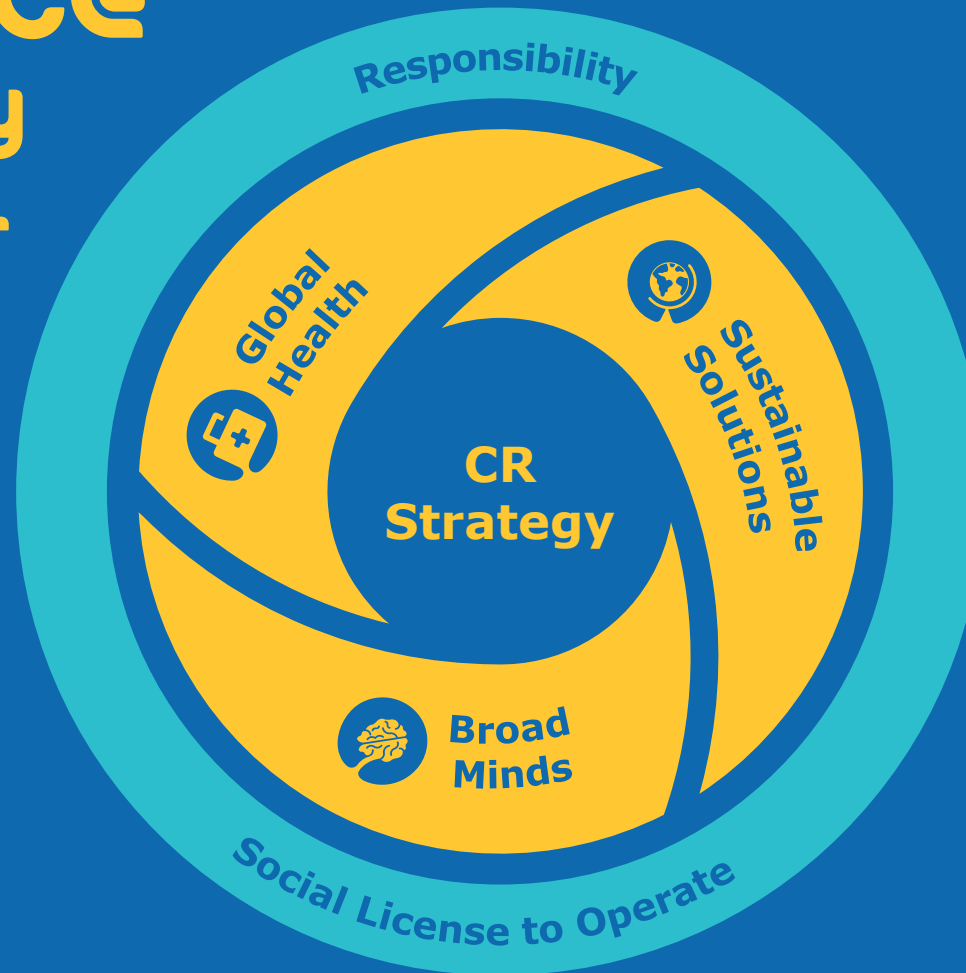 Responsibility
Global
Health
Sustainable
Solutions
CR
Strategy
Broad
Minds
Social License to Operate